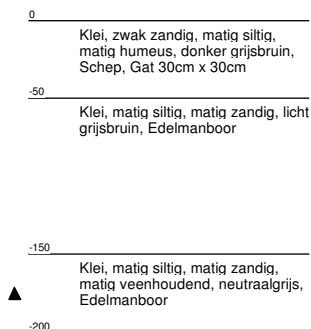 0
Klei, zwak zandig, matig siltig,
matig humeus, donker grijsbruin,
Schep, Gat 30cm x 30cm
-50
Klei, matig siltig, matig zandig, licht
grijsbruin, Edelmanboor
-150
Klei, matig siltig, matig zandig,
matig veenhoudend, neutraalgrijs,
Edelmanboor
-200